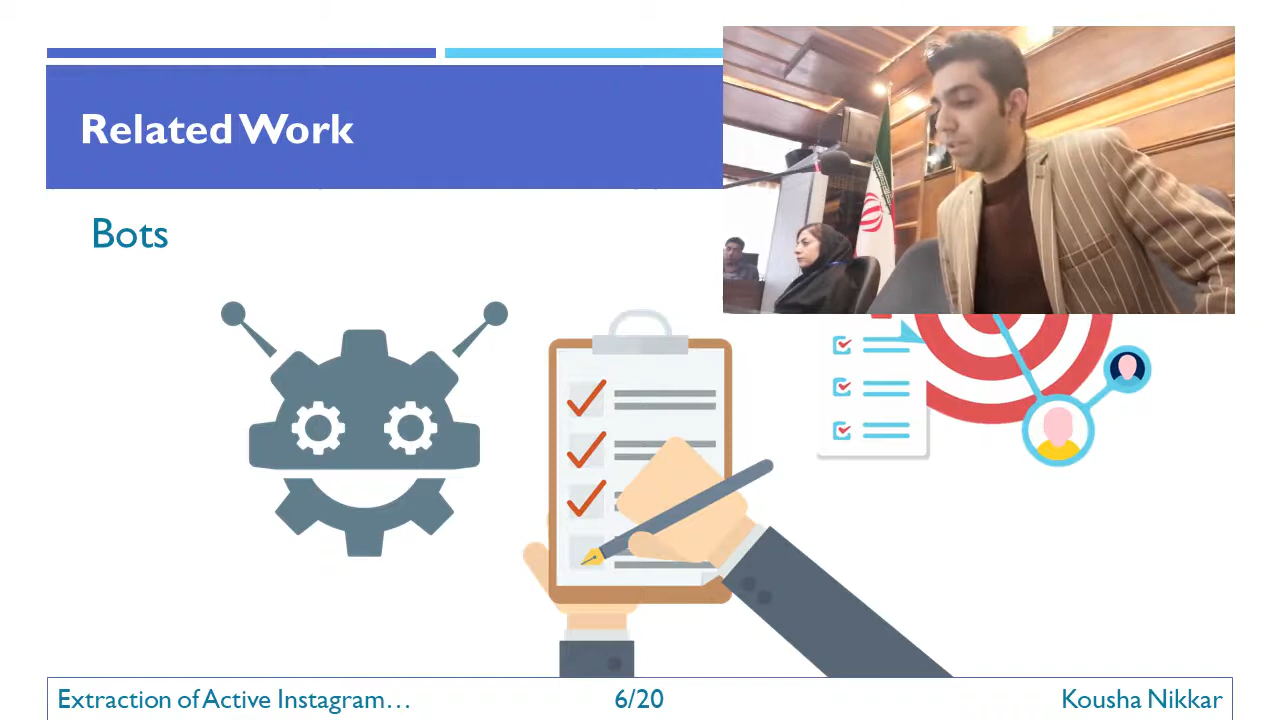 Related Work
Bots
Extraction of Active Instagram…
6/20
Kousha Nikkar